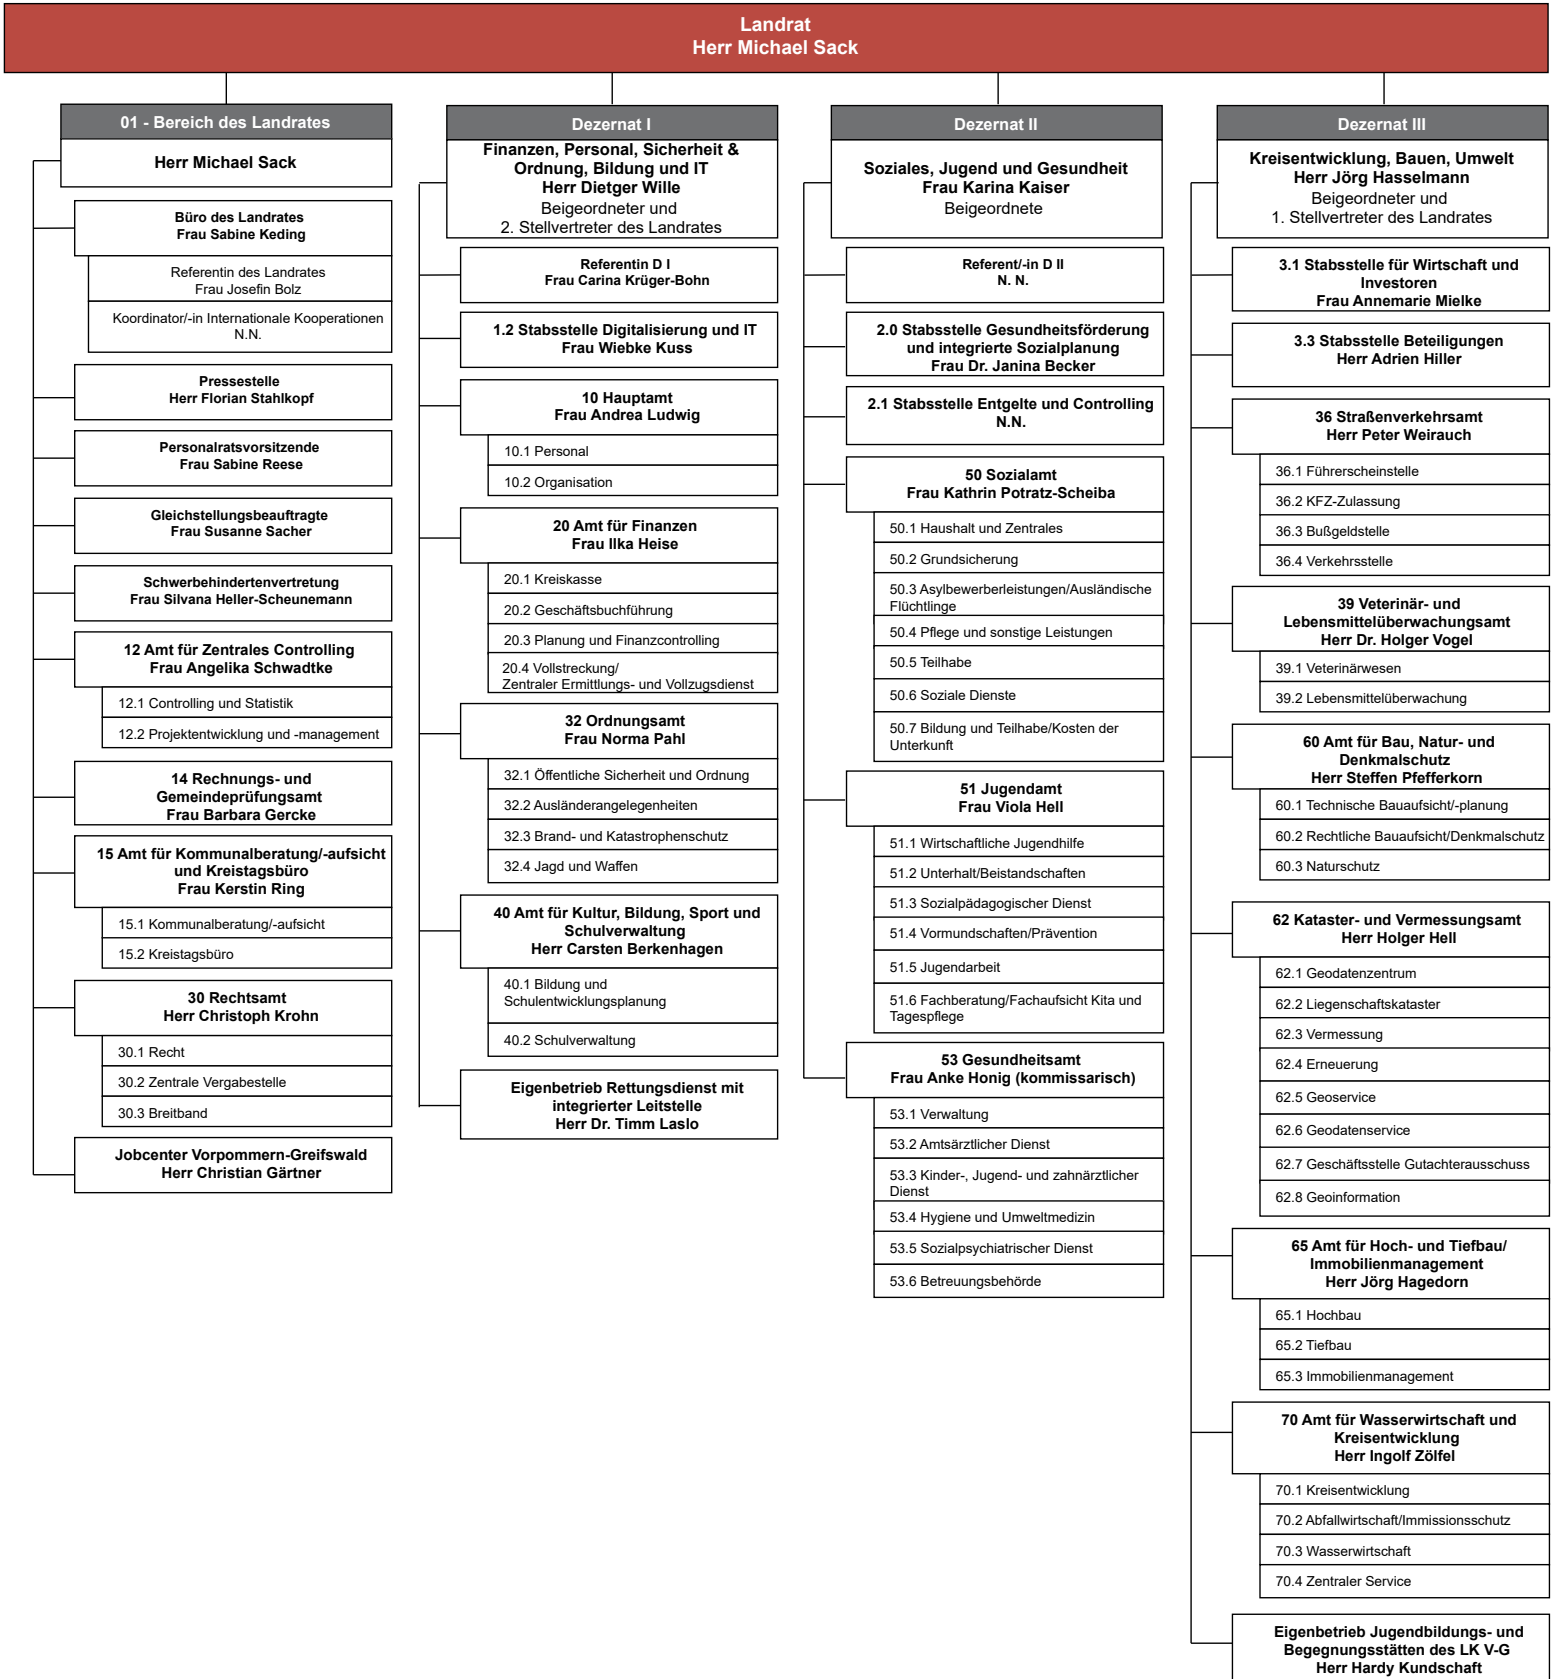 Landrat
Herr Michael Sack
01 - Bereich des Landrates
Herr Michael Sack
Büro des Landrates
Frau Sabine Keding
Referentin des Landrates
Frau Josefin Bolz
Koordinator/-in Internationale Kooperationen
N.N.
Pressestelle
Herr Florian Stahlkopf
Personalratsvorsitzende
Frau Sabine Reese
Gleichstellungsbeauftragte
Frau Susanne Sacher
Schwerbehindertenvertretung
Frau Silvana Heller-Scheunemann
12 Amt für Zentrales Controlling
Frau Angelika Schwadtke
12.1 Controlling und Statistik
12.2 Projektentwicklung und -management
14 Rechnungs- und
Gemeindeprüfungsamt
Frau Barbara Gercke
15 Amt für Kommunalberatung/-aufsicht
und Kreistagsbüro
Frau Kerstin Ring
15.1 Kommunalberatung/-aufsicht
15.2 Kreistagsbüro
30 Rechtsamt
Herr Christoph Krohn
30.1 Recht
30.2 Zentrale Vergabestelle
30.3 Breitband
Jobcenter Vorpommern-Greifswald
Herr Christian Gärtner
Dezernat I
Finanzen, Personal, Sicherheit &
Ordnung, Bildung und IT
Herr Dietger Wille
Beigeordneter und
2. Stellvertreter des Landrates
Referentin D I
Frau Carina Krüger-Bohn
1.2 Stabsstelle Digitalisierung und IT
Frau Wiebke Kuss
10 Hauptamt
Frau Andrea Ludwig
10.1 Personal
10.2 Organisation
20 Amt für Finanzen
Frau Ilka Heise
20.1 Kreiskasse
20.2 Geschäftsbuchführung
20.3 Planung und Finanzcontrolling
20.4 Vollstreckung/
Zentraler Ermittlungs- und Vollzugsdienst
32 Ordnungsamt
Frau Norma Pahl
32.1 Öffentliche Sicherheit und Ordnung
32.2 Ausländerangelegenheiten
32.3 Brand- und Katastrophenschutz
32.4 Jagd und Waffen
40 Amt für Kultur, Bildung, Sport und
Schulverwaltung
Herr Carsten Berkenhagen
40.1 Bildung und
Schulentwicklungsplanung
40.2 Schulverwaltung
Eigenbetrieb Rettungsdienst mit
integrierter Leitstelle
Herr Dr. Timm Laslo
Dezernat II
Soziales, Jugend und Gesundheit
Frau Karina Kaiser
Beigeordnete
Referent/-in D II
N. N.
2.0 Stabsstelle Gesundheitsförderung
und integrierte Sozialplanung
Frau Dr. Janina Becker
2.1 Stabsstelle Entgelte und Controlling
N.N.
50 Sozialamt
Frau Kathrin Potratz-Scheiba
50.1 Haushalt und Zentrales
50.2 Grundsicherung
50.3 Asylbewerberleistungen/Ausländische
Flüchtlinge
50.4 Pflege und sonstige Leistungen
50.5 Teilhabe
50.6 Soziale Dienste
50.7 Bildung und Teilhabe/Kosten der
Unterkunft
51 Jugendamt
Frau Viola Hell
51.1 Wirtschaftliche Jugendhilfe
51.2 Unterhalt/Beistandschaften
51.3 Sozialpädagogischer Dienst
51.4 Vormundschaften/Prävention
51.5 Jugendarbeit
51.6 Fachberatung/Fachaufsicht Kita und
Tagespflege
53 Gesundheitsamt
Frau Anke Honig (kommissarisch)
53.1 Verwaltung
53.2 Amtsärztlicher Dienst
53.3 Kinder-, Jugend- und zahnärztlicher
Dienst
53.4 Hygiene und Umweltmedizin
53.5 Sozialpsychiatrischer Dienst
53.6 Betreuungsbehörde
Dezernat III
Kreisentwicklung, Bauen, Umwelt
Herr Jörg Hasselmann
Beigeordneter und
1. Stellvertreter des Landrates
3.1 Stabsstelle für Wirtschaft und
Investoren
Frau Annemarie Mielke
3.3 Stabsstelle Beteiligungen
Herr Adrien Hiller
36 Straßenverkehrsamt
Herr Peter Weirauch
36.1 Führerscheinstelle
36.2 KFZ-Zulassung
36.3 Bußgeldstelle
36.4 Verkehrsstelle
39 Veterinär- und
Lebensmittelüberwachungsamt
Herr Dr. Holger Vogel
39.1 Veterinärwesen
39.2 Lebensmittelüberwachung
60 Amt für Bau, Natur- und
Denkmalschutz
Herr Steffen Pfefferkorn
60.1 Technische Bauaufsicht/-planung
60.2 Rechtliche Bauaufsicht/Denkmalschutz
60.3 Naturschutz
62 Kataster- und Vermessungsamt
Herr Holger Hell
62.1 Geodatenzentrum
62.2 Liegenschaftskataster
62.3 Vermessung
62.4 Erneuerung
62.5 Geoservice
62.6 Geodatenservice
62.7 Geschäftsstelle Gutachterausschuss
62.8 Geoinformation
65 Amt für Hoch- und Tiefbau/
Immobilienmanagement
Herr Jörg Hagedorn
65.1 Hochbau
65.2 Tiefbau
65.3 Immobilienmanagement
70 Amt für Wasserwirtschaft und
Kreisentwicklung
Herr Ingolf Zölfel
70.1 Kreisentwicklung
70.2 Abfallwirtschaft/Immissionsschutz
70.3 Wasserwirtschaft
70.4 Zentraler Service
Eigenbetrieb Jugendbildungs- und
Begegnungsstätten des LK V-G
Herr Hardy Kundschaft